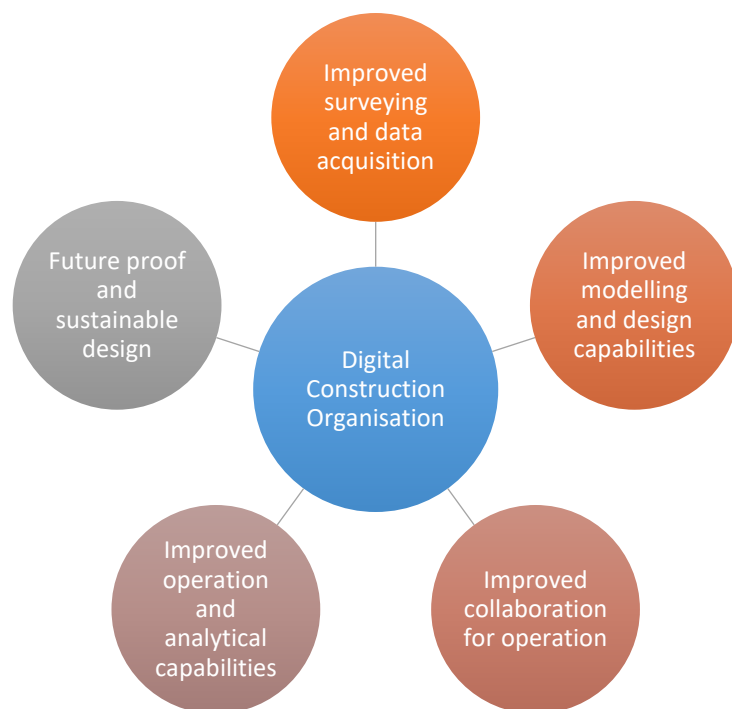 Improved
surveying
and data
acquisition
Improved
modelling
and design
capabilities
Improved
collaboration
for operation
Improved
operation
and
analytical
capabilities
Future proof
and
sustainable
design
Digital
Construction
Organisation